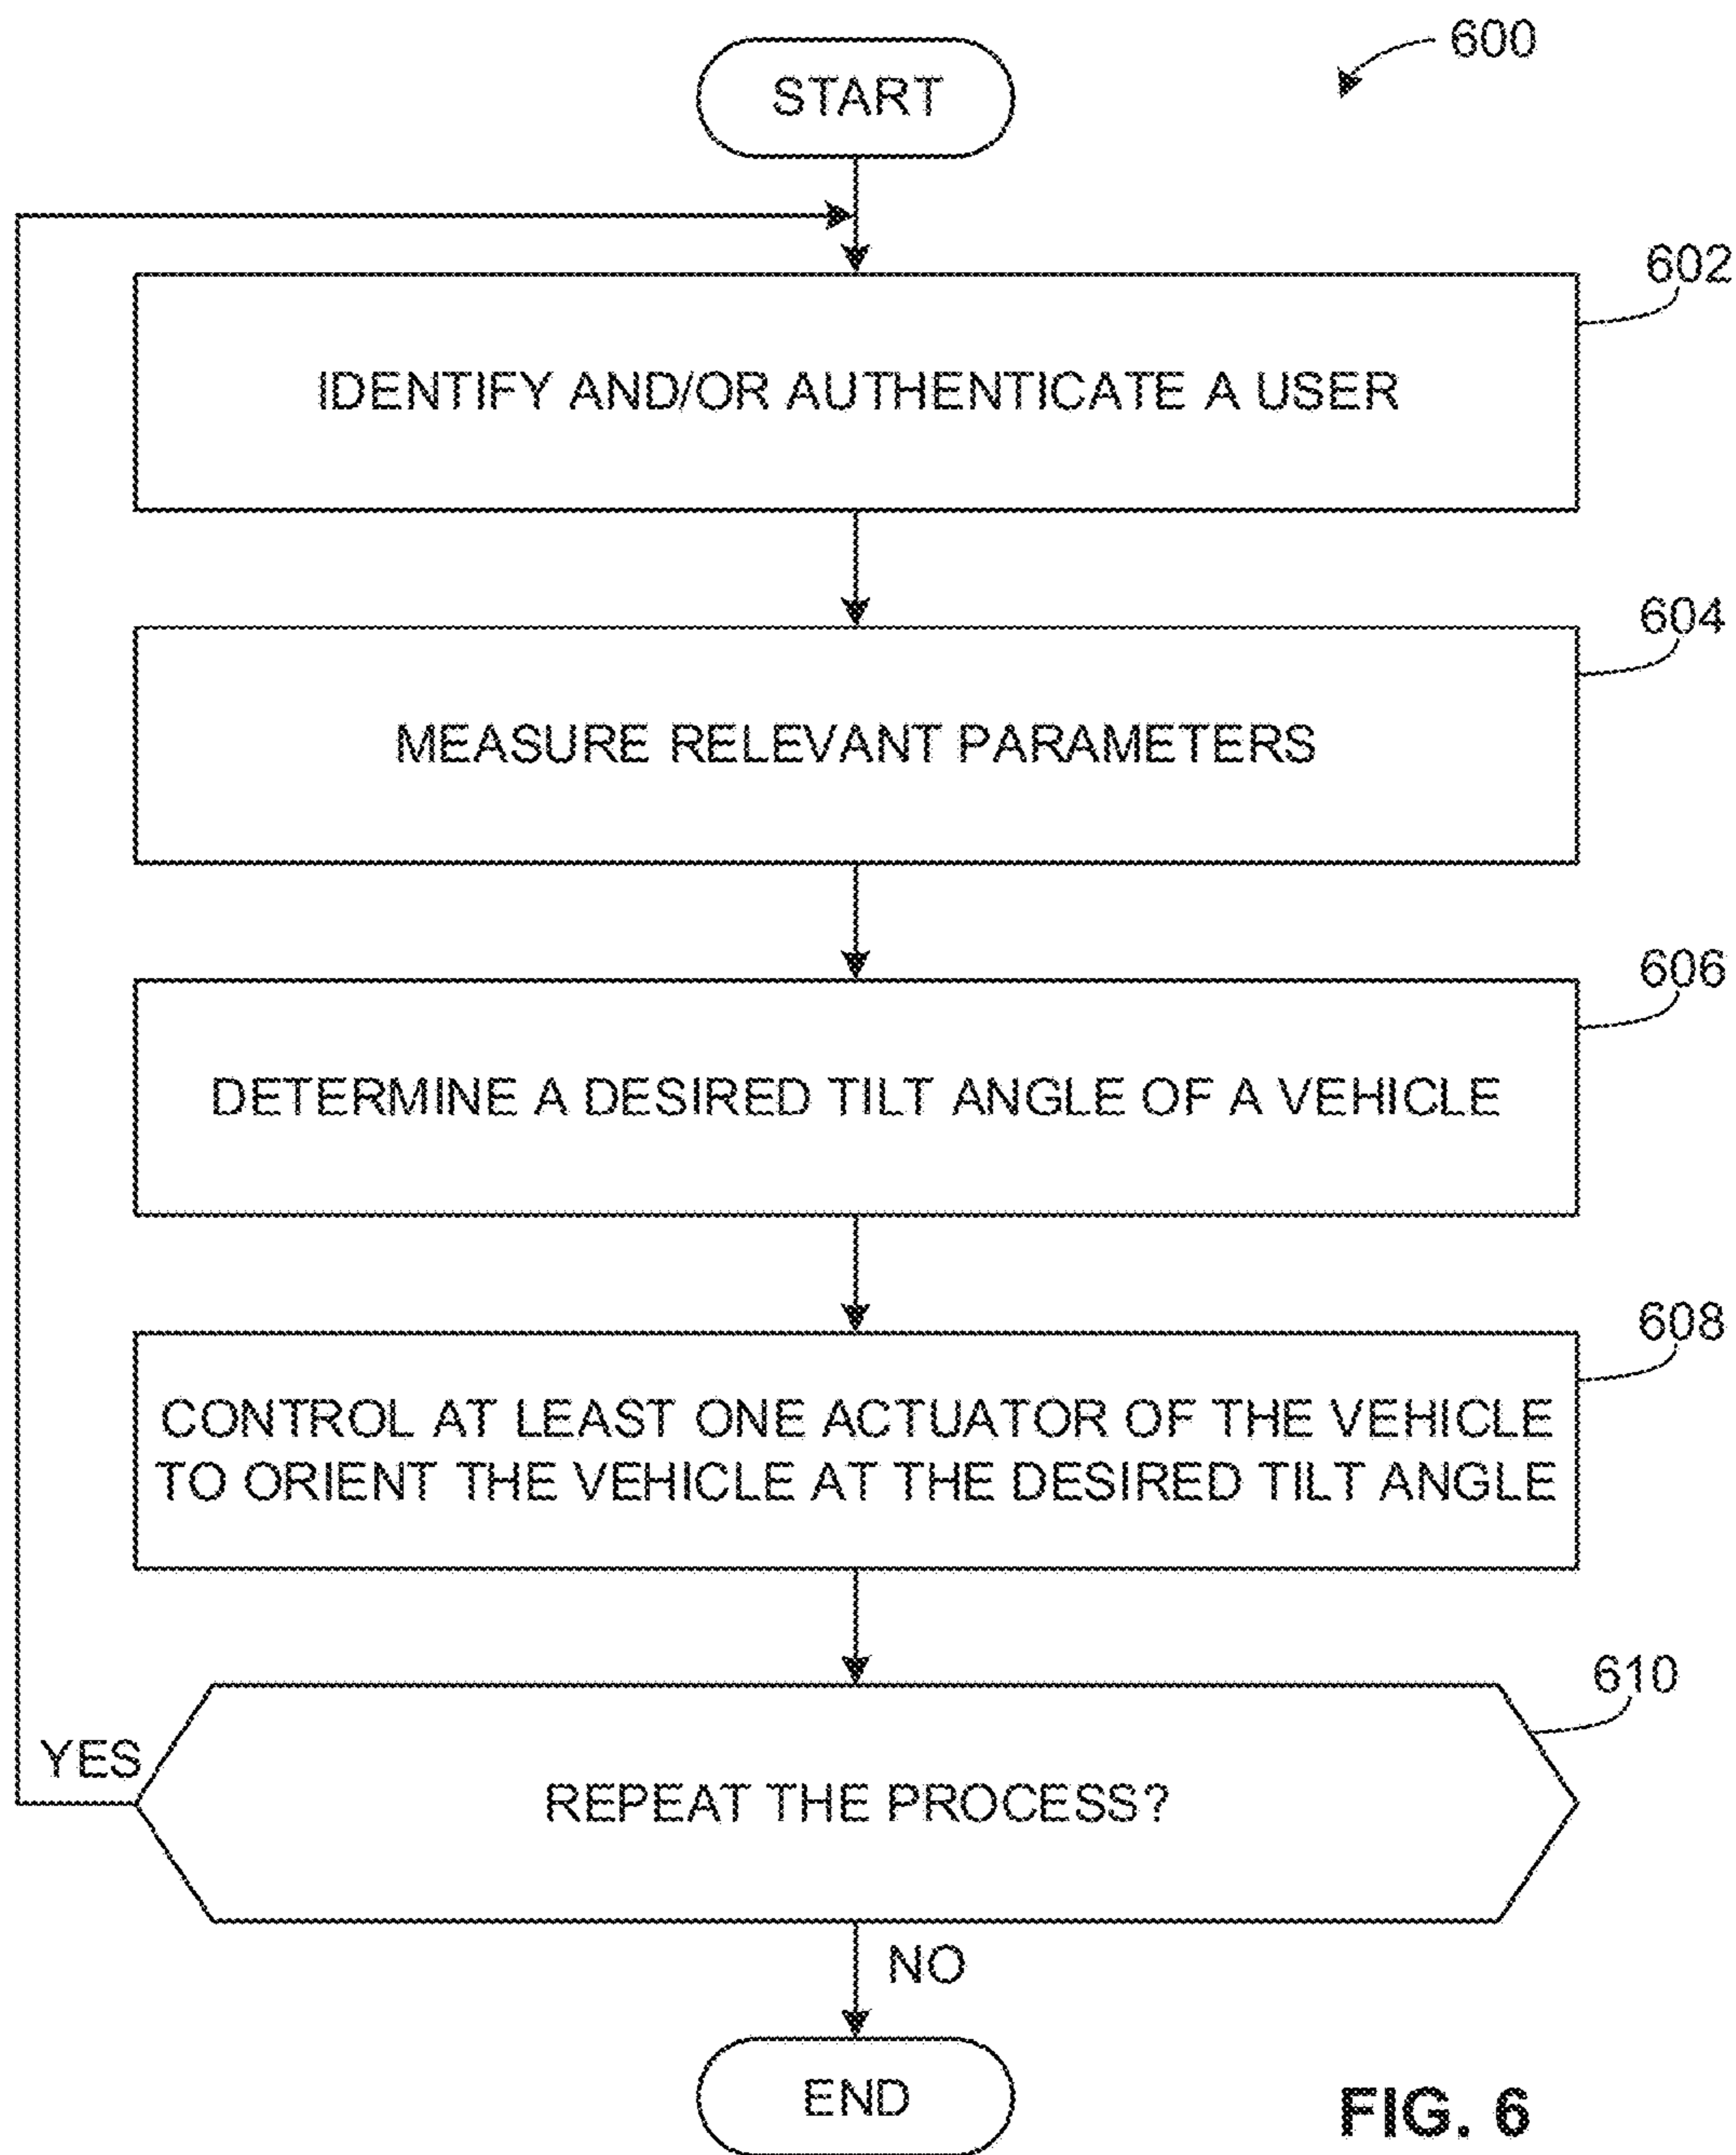 600
START
602
IDENTIFY AND/OR AUTHENTICATE A USER
604
MEASURE RELEVANT PARAMETERS
606
DETERMINE A DESIRED TILT ANGLE OF A VEHICLE
608
CONTROL AT LEAST ONE ACTUATOR OF THE VEHICLE
TO ORIENT THE VEHICLE AT THE DESIRED TILT ANGLE
610
YES
REPEAT THE PROCESS?
NO
END
FIG. 6